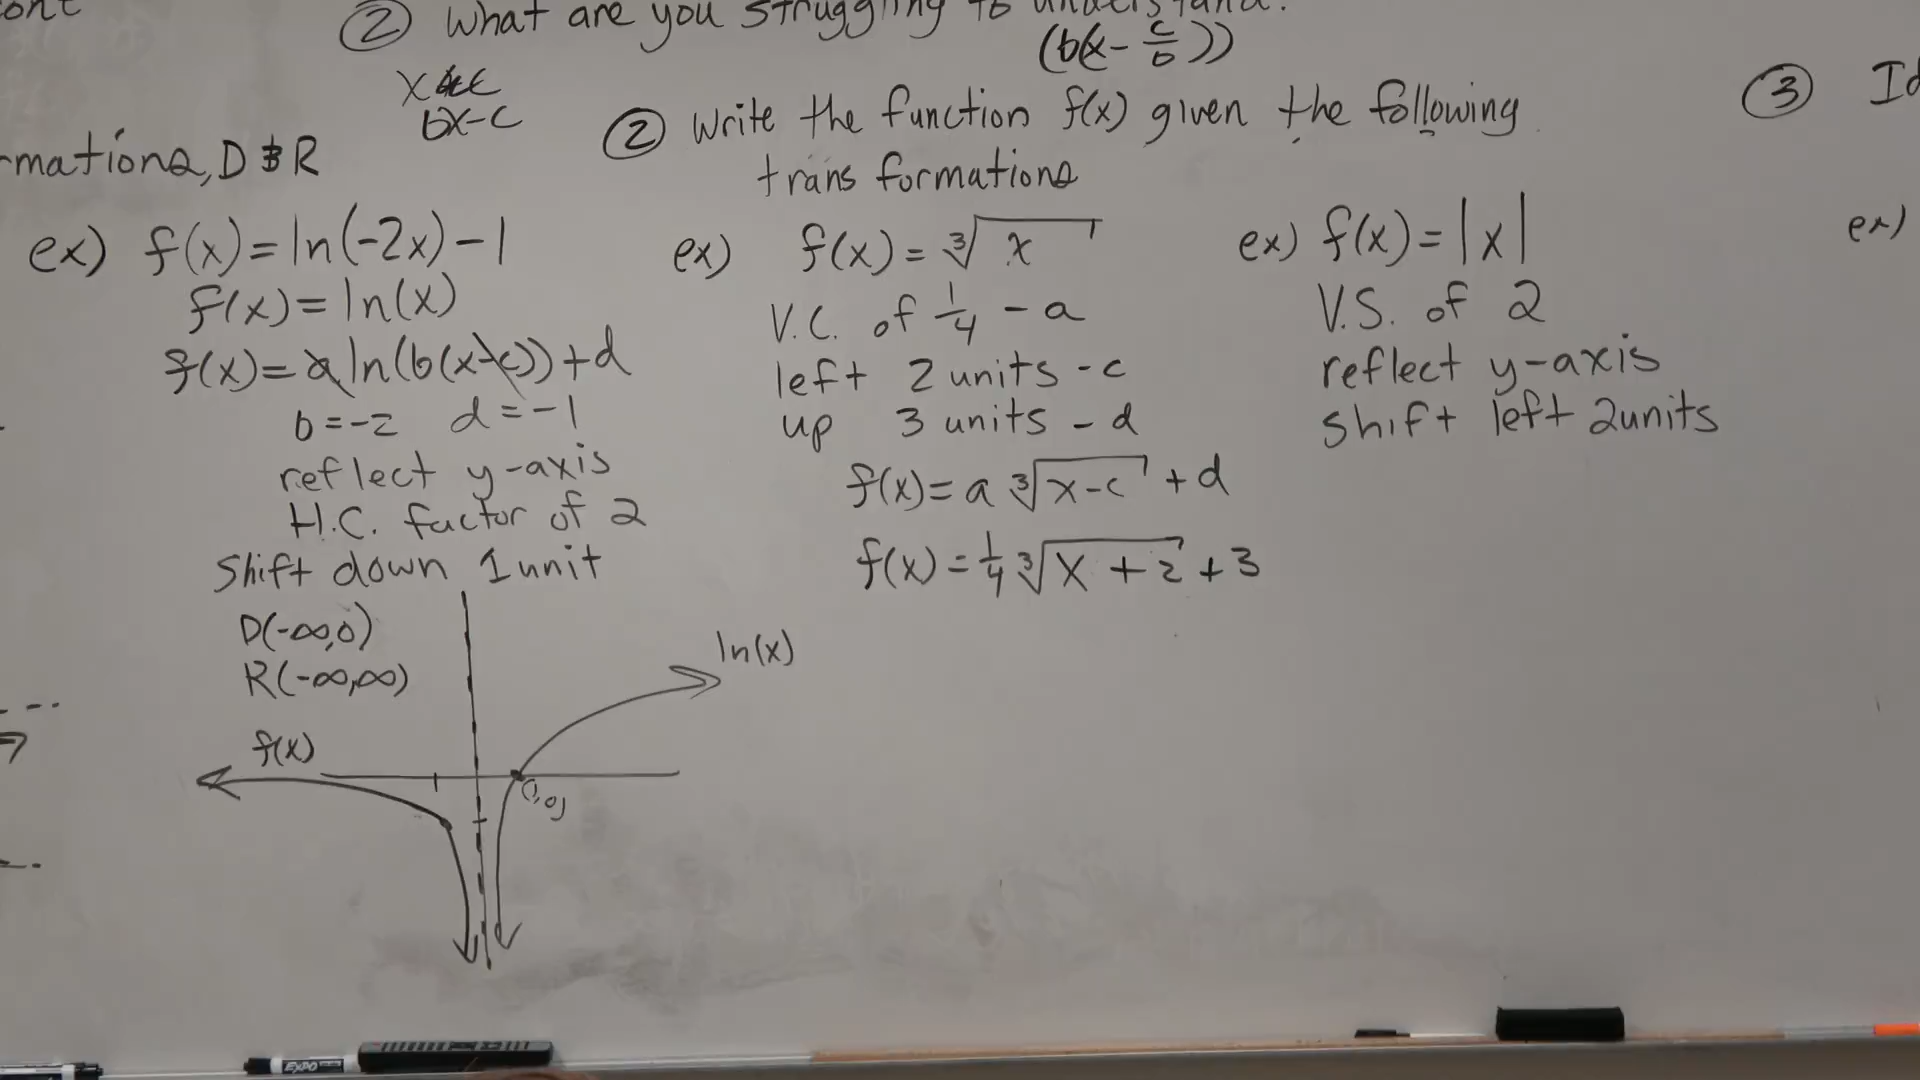 ② What are you struggling to understand?
(b(x - c/b))
x
bx-c
rmations, D & R
ex) f(x) = ln(-2x) - 1
f(x) = ln(x)
f(x) = a ln(b(x-c)) + d
b = -2 d = -1
reflect y-axis
H.C. factor of 2
Shift down 1 unit
D(-∞,0)
R(-∞,∞)
f(x)
ln(x)
(1,0)
② Write the function f(x) given the following
transformations
ex) f(x) = ∛x
V.C. of 1/4 - a
left 2 units - c
up 3 units - d
f(x) = a ∛(x-c) + d
f(x) = 1/4 ∛(x+2) + 3
ex) f(x) = |x|
V.S. of 2
reflect y-axis
shift left 2 units
③ Id
ex)
EXPO